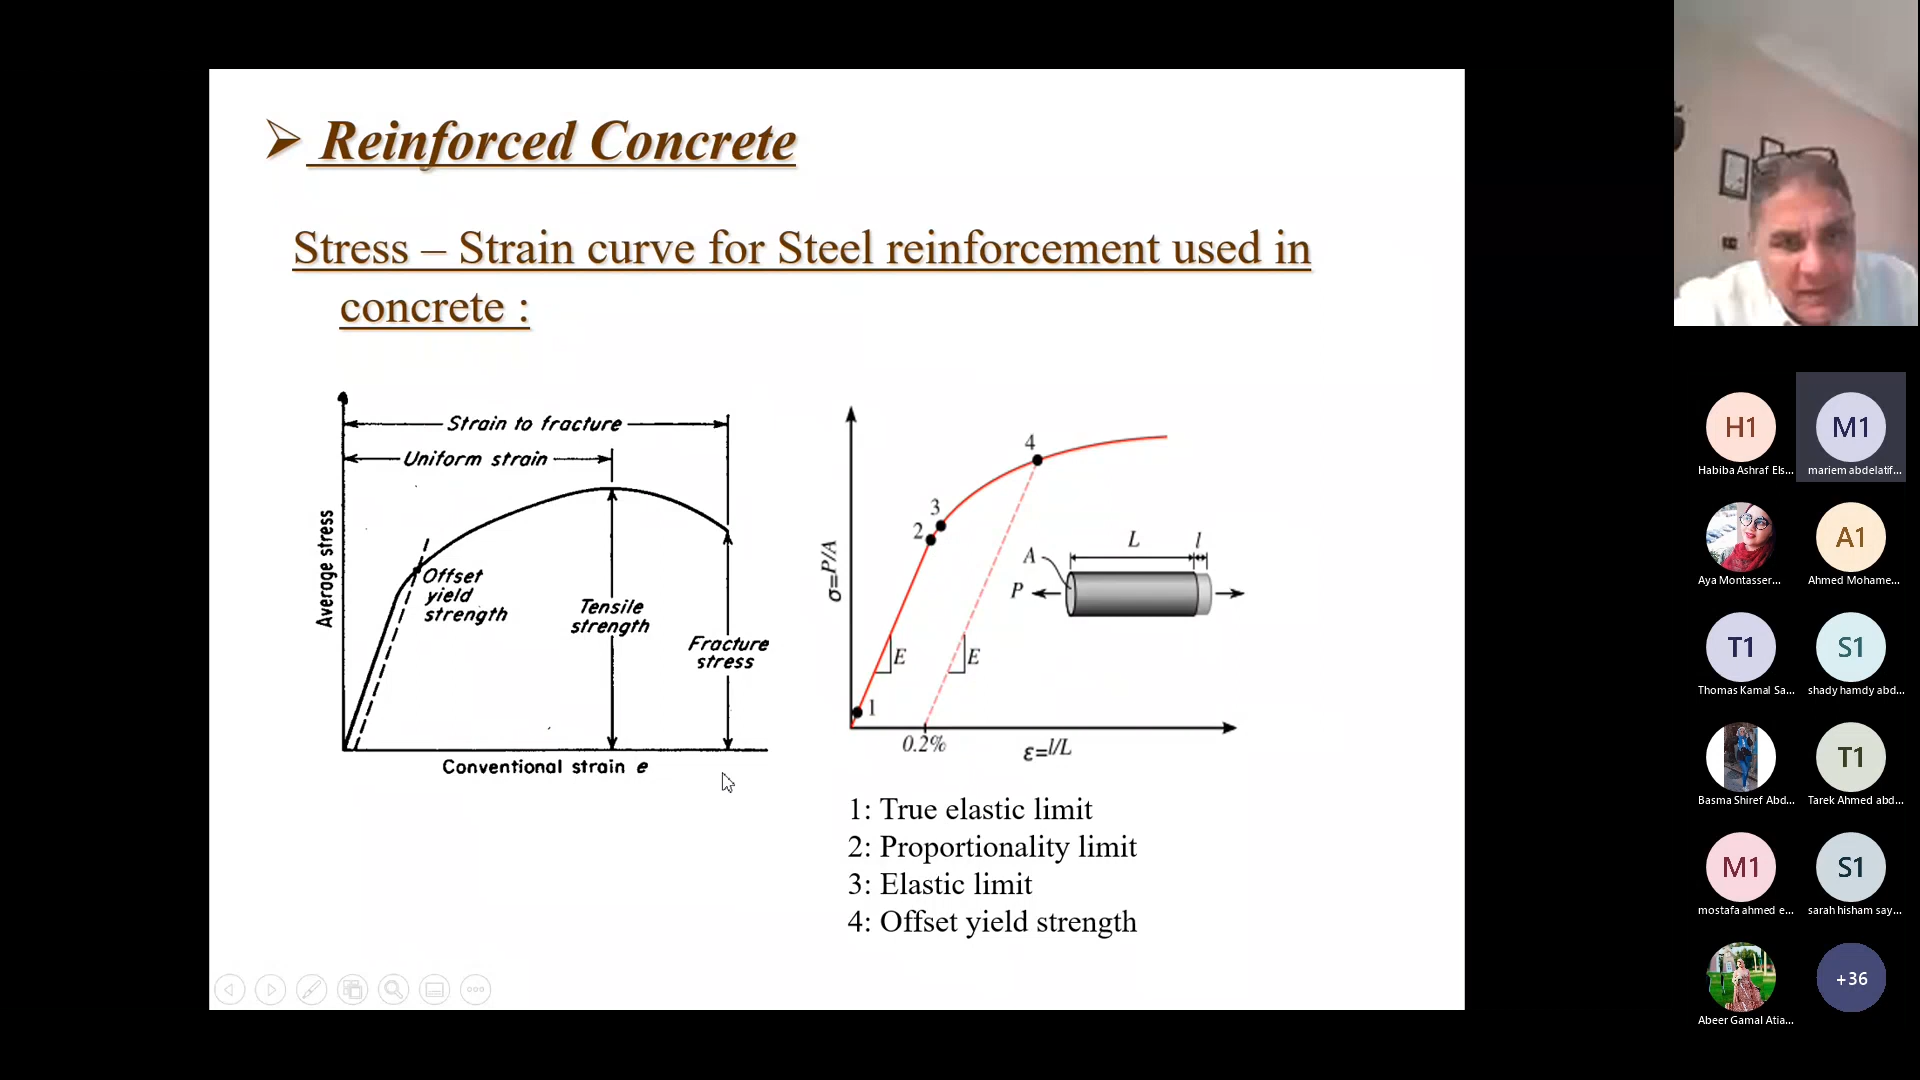 Reinforced Concrete
Stress – Strain curve for Steel reinforcement used in
concrete :
Strain to fracture
Uniform strain
Average stress
Offset
yield
strength
Tensile
strength
Fracture
stress
Conventional strain e
σ=P/A
1
2
3
4
E
E
0.2%
ε=l/L
A
L
l
P
1: True elastic limit
2: Proportionality limit
3: Elastic limit
4: Offset yield strength
H1
Habiba Ashraf Els...
M1
mariem abdelatif...
Aya Montasser...
A1
Ahmed Mohame...
T1
Thomas Kamal Sa...
S1
shady hamdy abd...
Basma Shiref Abd...
T1
Tarek Ahmed abd...
M1
mostafa ahmed e...
S1
sarah hisham say...
Abeer Gamal Atia...
+36